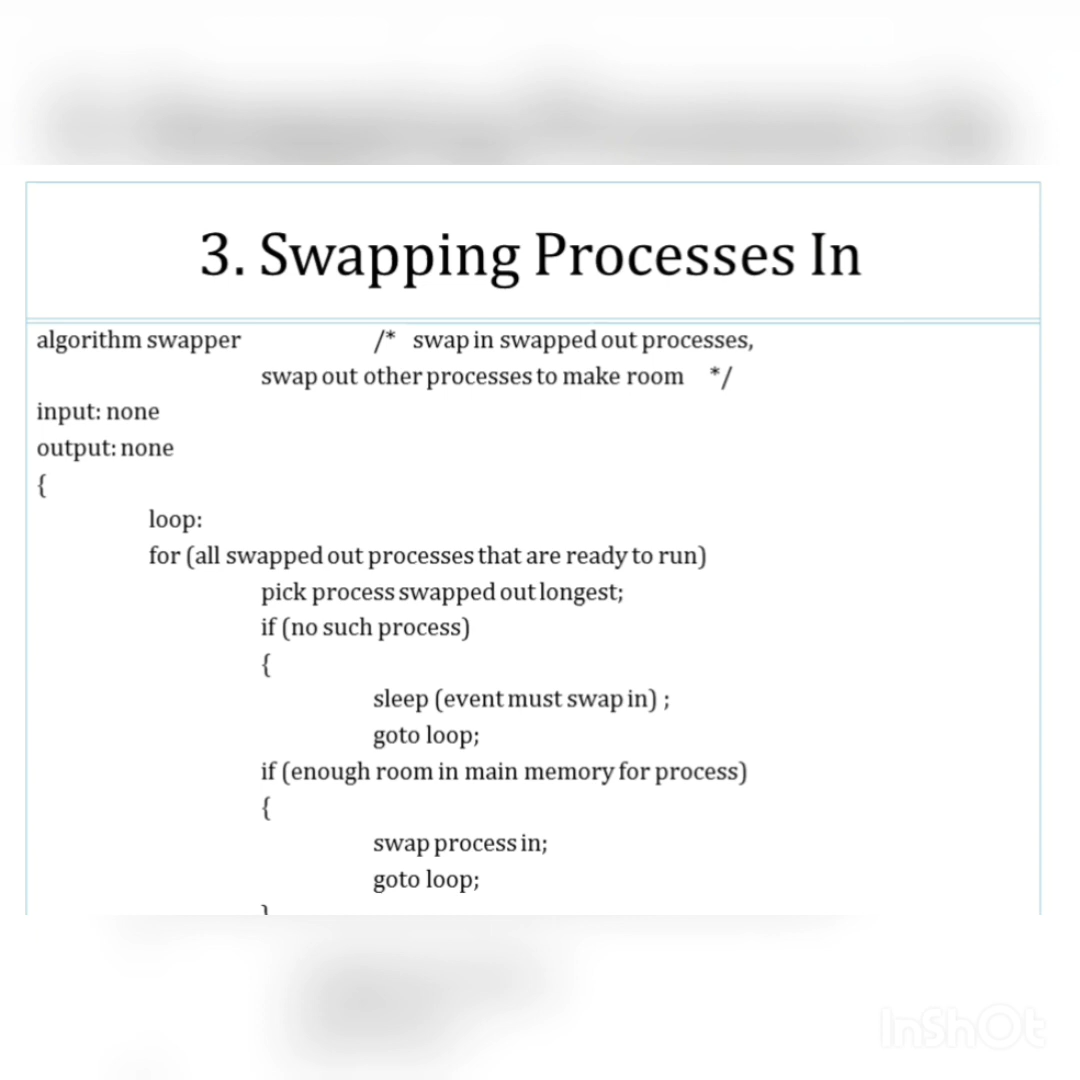 3. Swapping Processes In
algorithm swapper /* swap in swapped out processes,
swap out other processes to make room */
input: none
output: none
{
loop:
for (all swapped out processes that are ready to run)
pick process swapped out longest;
if (no such process)
{
sleep (event must swap in) ;
goto loop;
if (enough room in main memory for process)
{
swap process in;
goto loop;
}
InShOt